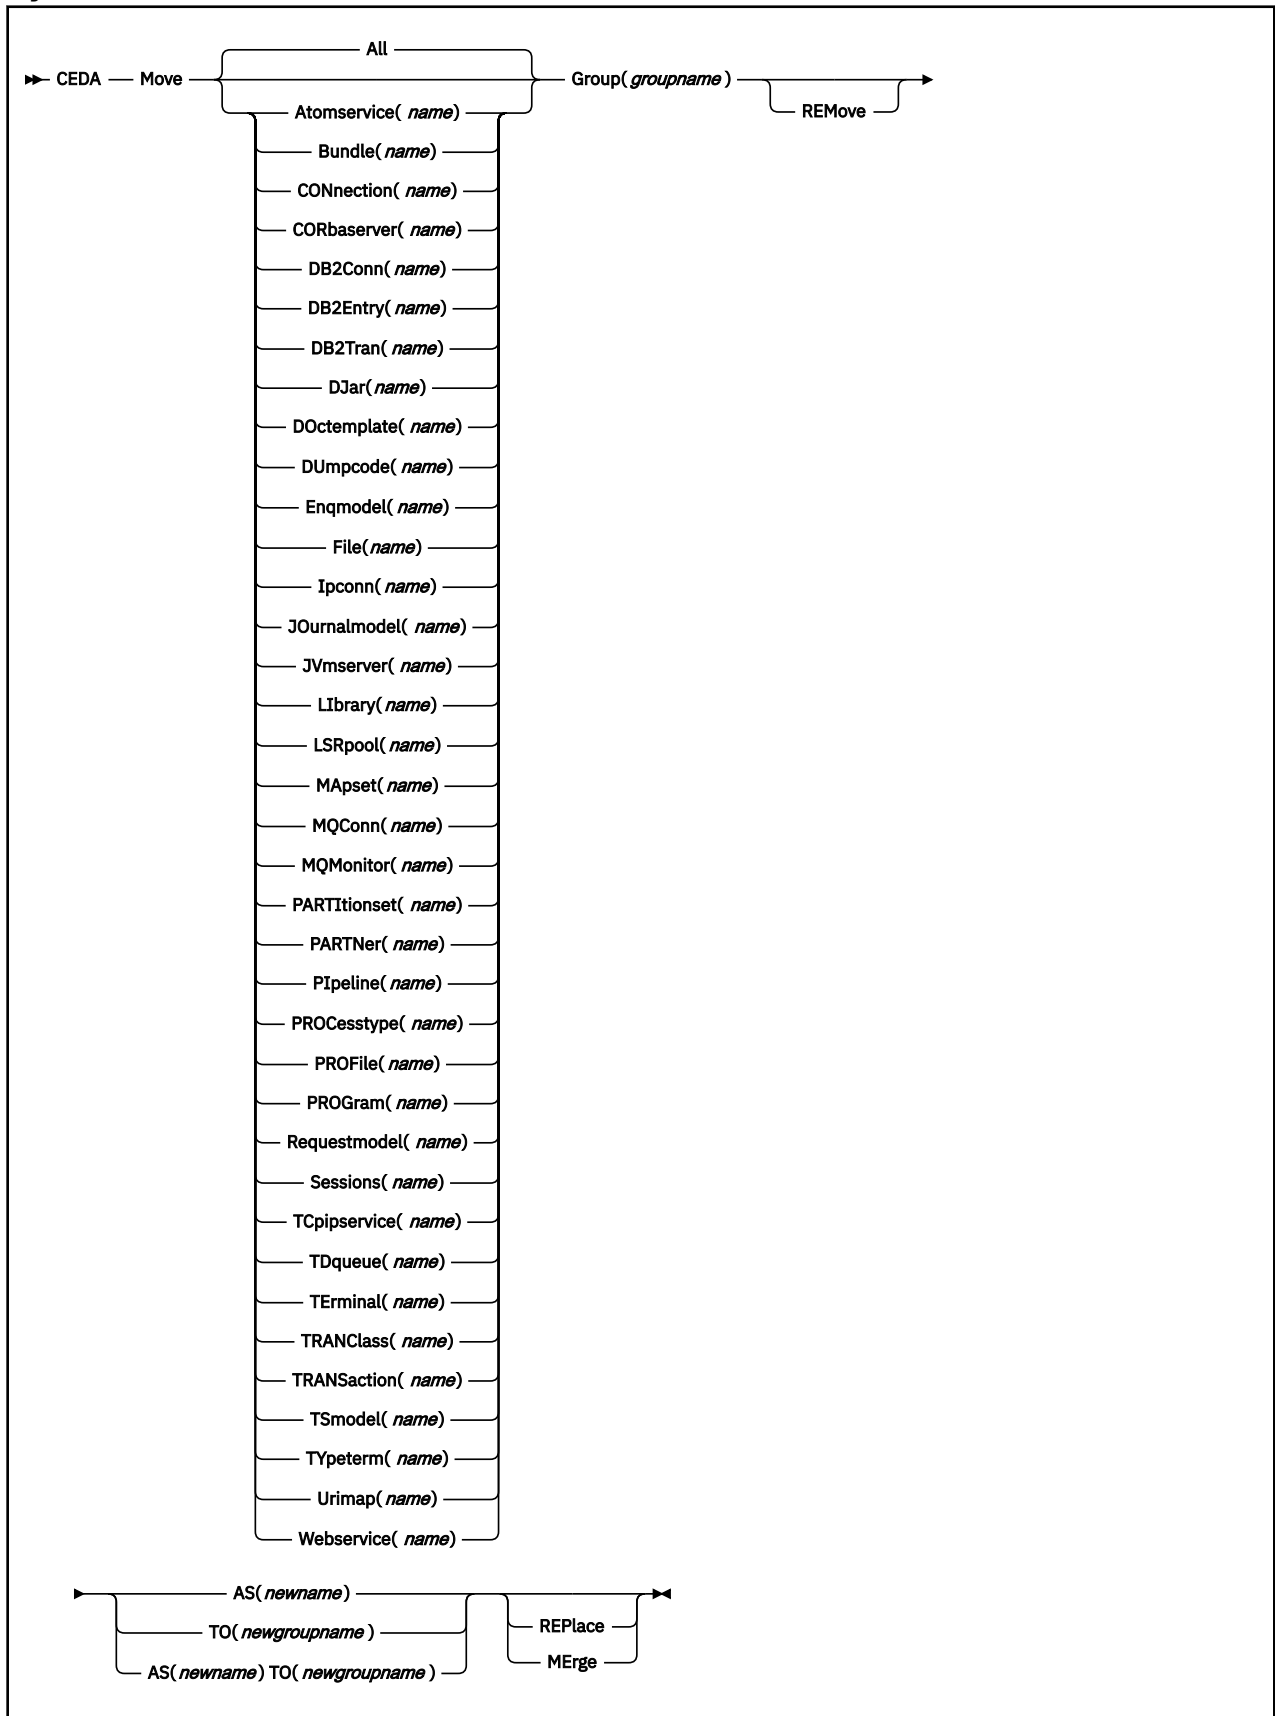 All
CEDA Move Group( groupname ) REMove
Atomservice( name)
Bundle( name)
CONnection( name)
CORbaserver( name)
DB2Conn( name)
DB2Entry( name)
DB2Tran( name)
DJar( name)
DOctemplate( name)
DUmpcode( name)
Enqmodel( name)
File( name)
Ipconn( name)
JOurnalmodel( name)
JVmserver( name)
LIbrary( name)
LSRpool( name)
MApset( name)
MQConn( name)
MQMonitor( name)
PARTItionset( name)
PARTNer( name)
PIpeline( name)
PROCesstype( name)
PROFile( name)
PROGram( name)
Requestmodel( name)
Sessions( name)
TCpipservice( name)
TDqueue( name)
TErminal( name)
TRANClass( name)
TRANSaction( name)
TSmodel( name)
TYpeterm( name)
Urimap( name)
Webservice( name)
AS( newname )
TO( newgroupname )
AS( newname ) TO( newgroupname )
REPlace
MErge